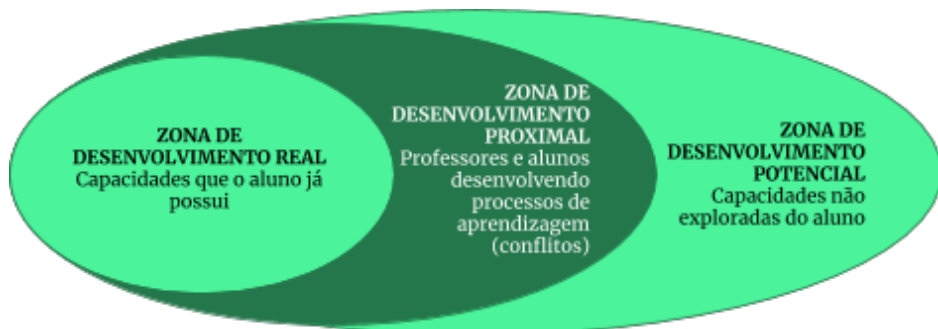 ZONA DE
DESENVOLVIMENTO REAL
Capacidades que o aluno já
possui
ZONA DE
DESENVOLVIMENTO
PROXIMAL
Professores e alunos
desenvolvendo
processos de
aprendizagem
(conflitos)
ZONA DE
DESENVOLVIMENTO
POTENCIAL
Capacidades não
exploradas do aluno